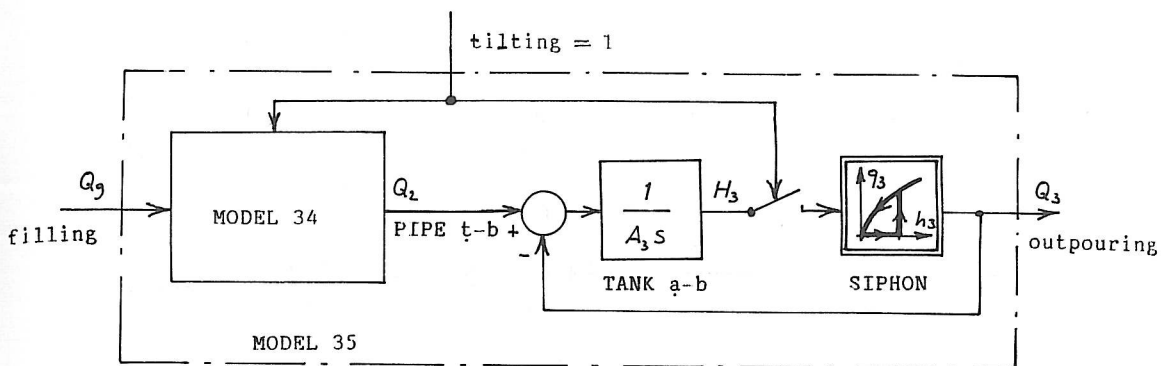 tilting = 1
Q9
filling
MODEL 34
Q2
PIPE ṭ-b +
-
1
A3 s
TANK ạ-b
H3
q3
h3
SIPHON
Q3
outpouring
MODEL 35